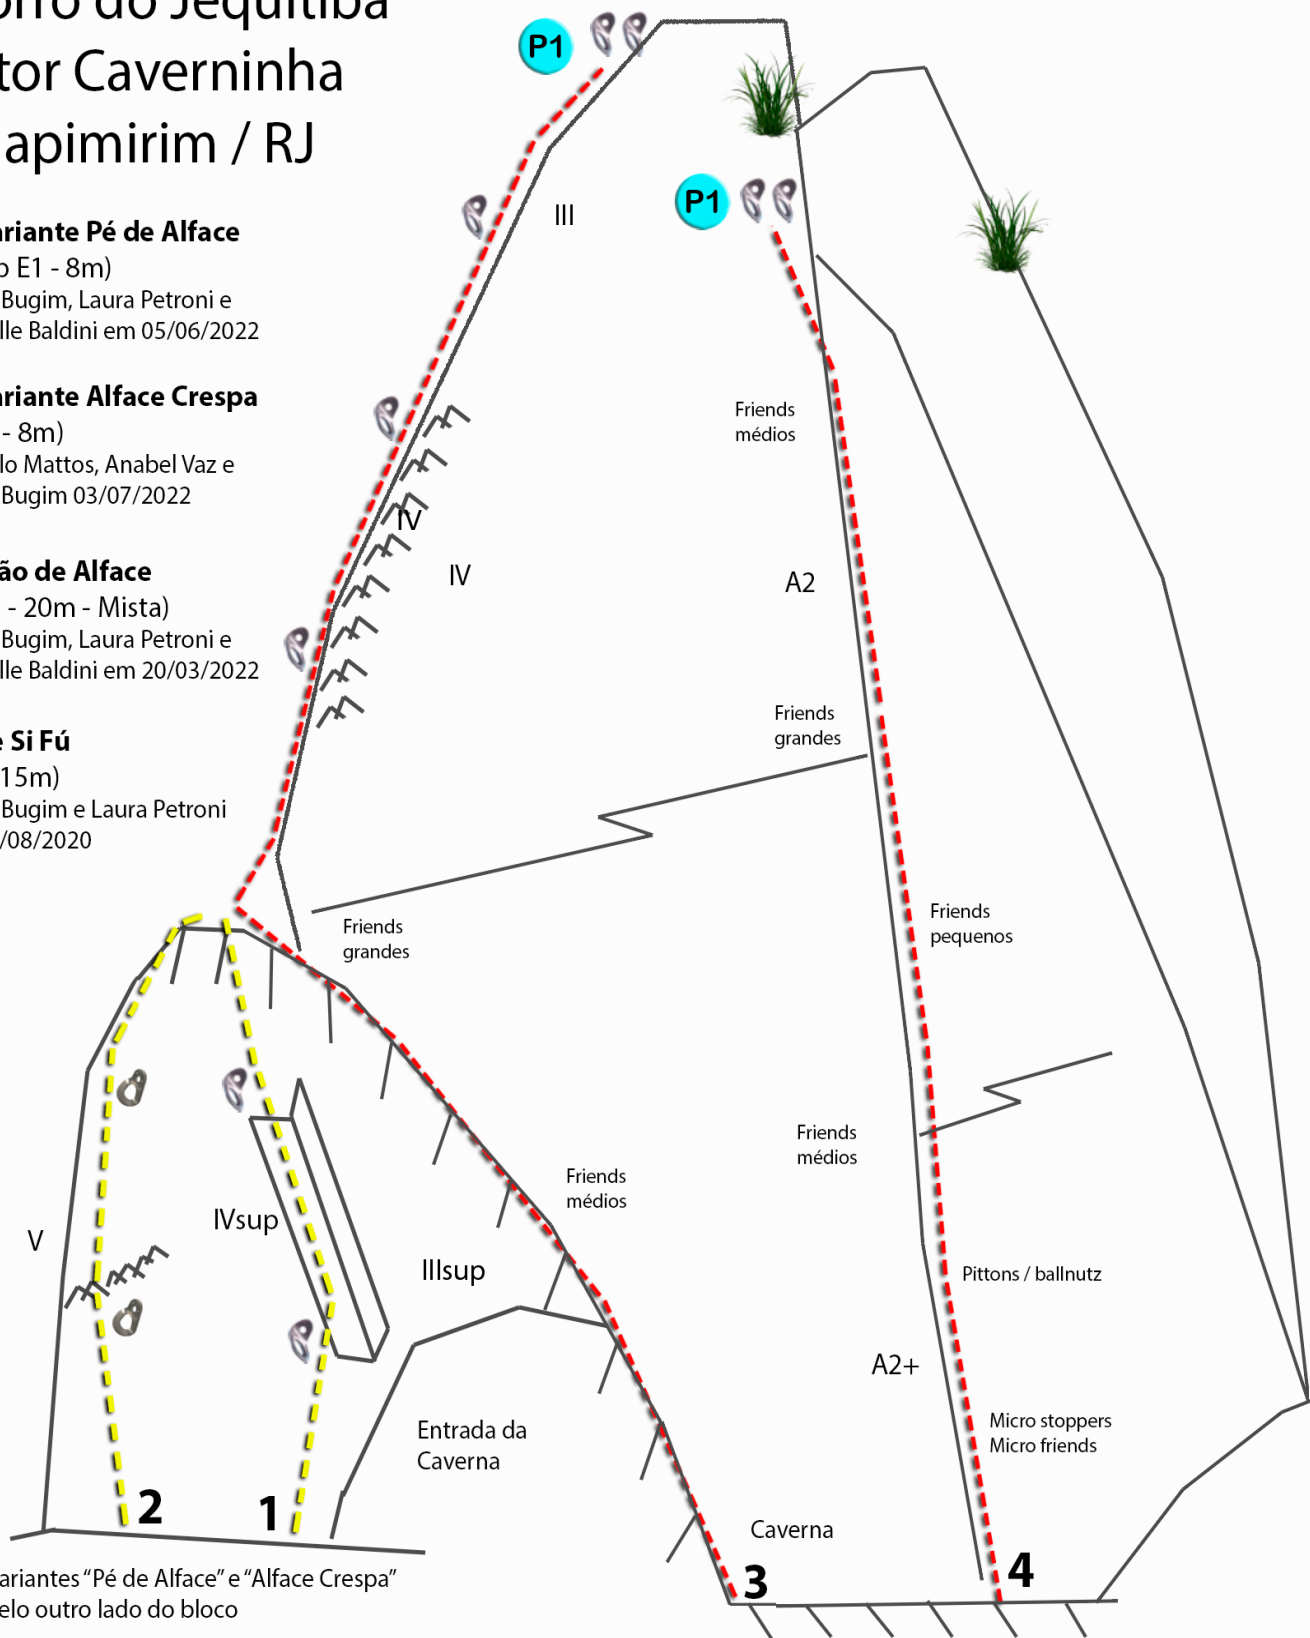 orro do Jequitibá
tor Caverninha
apimirim / RJ
ariante Pé de Alface
o E1 - 8m)
Bugim, Laura Petroni e
lle Baldini em 05/06/2022
ariante Alface Crespa
- 8m)
lo Mattos, Anabel Vaz e
Bugim 03/07/2022
ão de Alface
- 20m - Mista)
Bugim, Laura Petroni e
lle Baldini em 20/03/2022
e Si Fú
15m)
Bugim e Laura Petroni
/08/2020
P1
P1
III
Friends
médios
IV
IV
A2
Friends
grandes
Friends
grandes
Friends
pequenos
Friends
médios
Friends
médios
V
IVsup
IIIsup
Pittons / ballnutz
A2+
Micro stoppers
Micro friends
Entrada da
Caverna
Caverna
2
1
3
4
ariantes “Pé de Alface” e “Alface Crespa”
elo outro lado do bloco